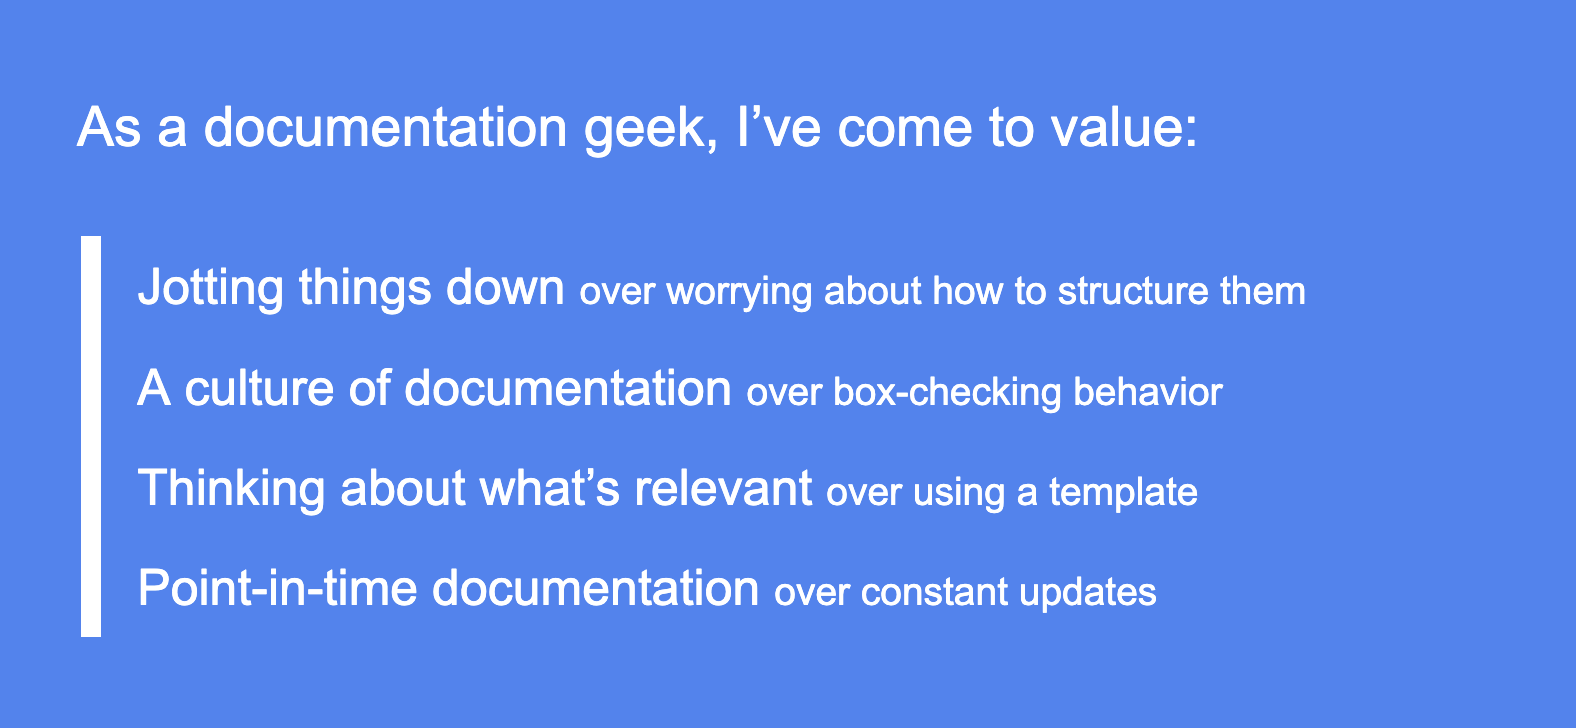 As a documentation geek, I’ve come to value:
Jotting things down over worrying about how to structure them
A culture of documentation over box-checking behavior
Thinking about what’s relevant over using a template
Point-in-time documentation over constant updates